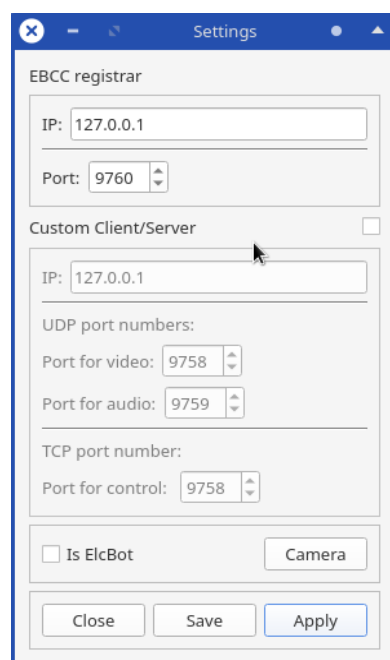 Settings
EBCC registrar
IP: 127.0.0.1
Port: 9760
Custom Client/Server
IP: 127.0.0.1
UDP port numbers:
Port for video: 9758
Port for audio: 9759
TCP port number:
Port for control: 9758
Is ElcBot Camera
Close Save Apply